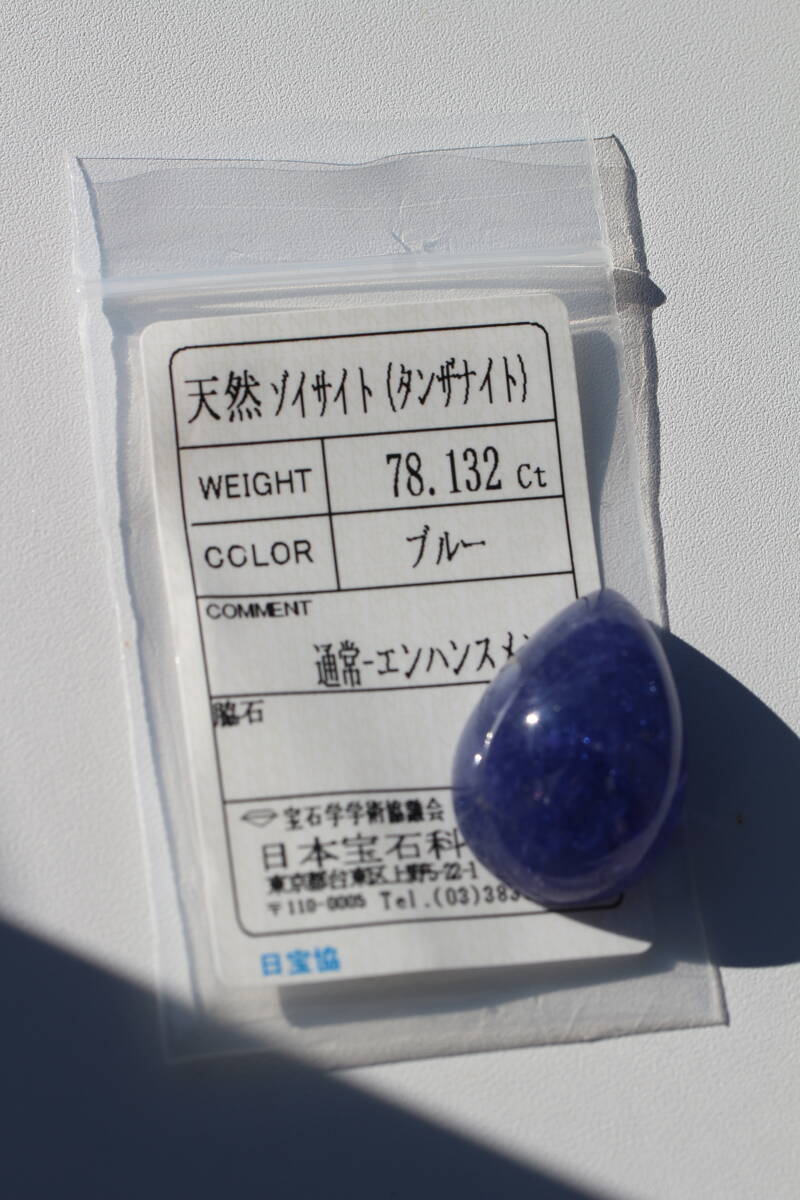 天然 ゾイサイト (タンザナイト)
WEIGHT 78.132 Ct
COLOR ブルー
COMMENT
通常-エンハンスメン
脇石
宝石学学術協議会
日本宝石科
東京都台東区上野5-22-1
〒110-0005 Tel.(03)383
日宝協